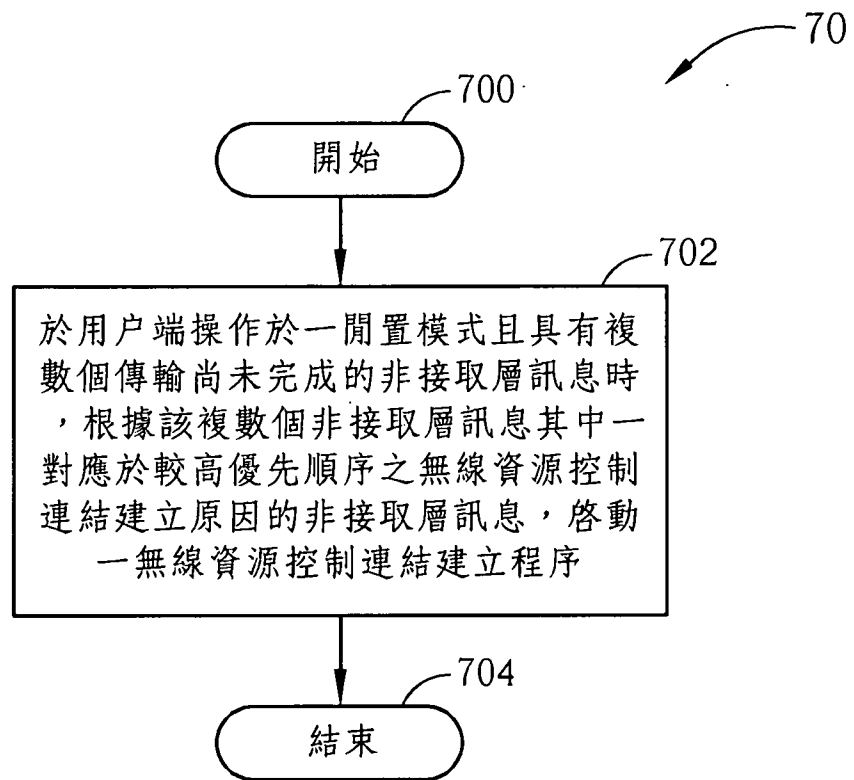 70
700
開始
702
於用户端操作於一閒置模式且具有複
數個傳輸尚未完成的非接取層訊息時
，根據該複數個非接取層訊息其中一
對應於較高優先順序之無線資源控制
連結建立原因的非接取層訊息，啓動
一無線資源控制連結建立程序
704
結束